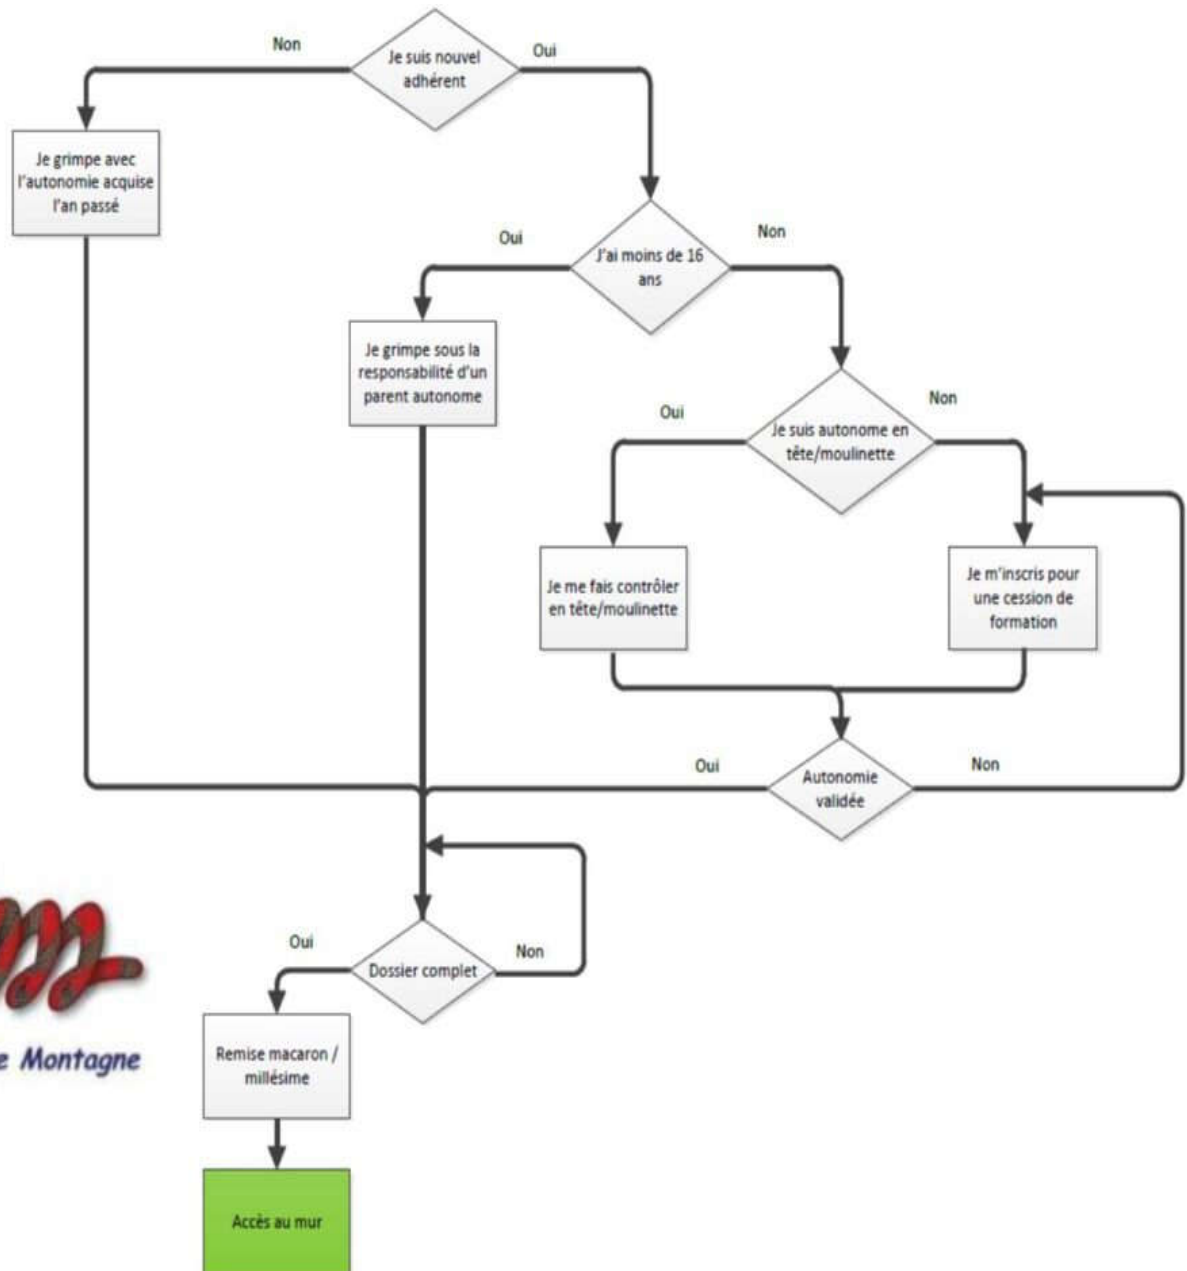 Je suis nouvel
adhérent
Non
Oui
Je grimpe avec
l'autonomie acquise
l'an passé
J'ai moins de 16
ans
Oui
Non
Je grimpe sous la
responsabilité d'un
parent autonome
Je suis autonome en
tête/moulinette
Oui
Non
Je me fais contrôler
en tête/moulinette
Je m'inscris pour
une cession de
formation
Autonomie
validée
Oui
Non
Dossier complet
Oui
Non
Montagne
Remise macaron /
millésime
Accès au mur